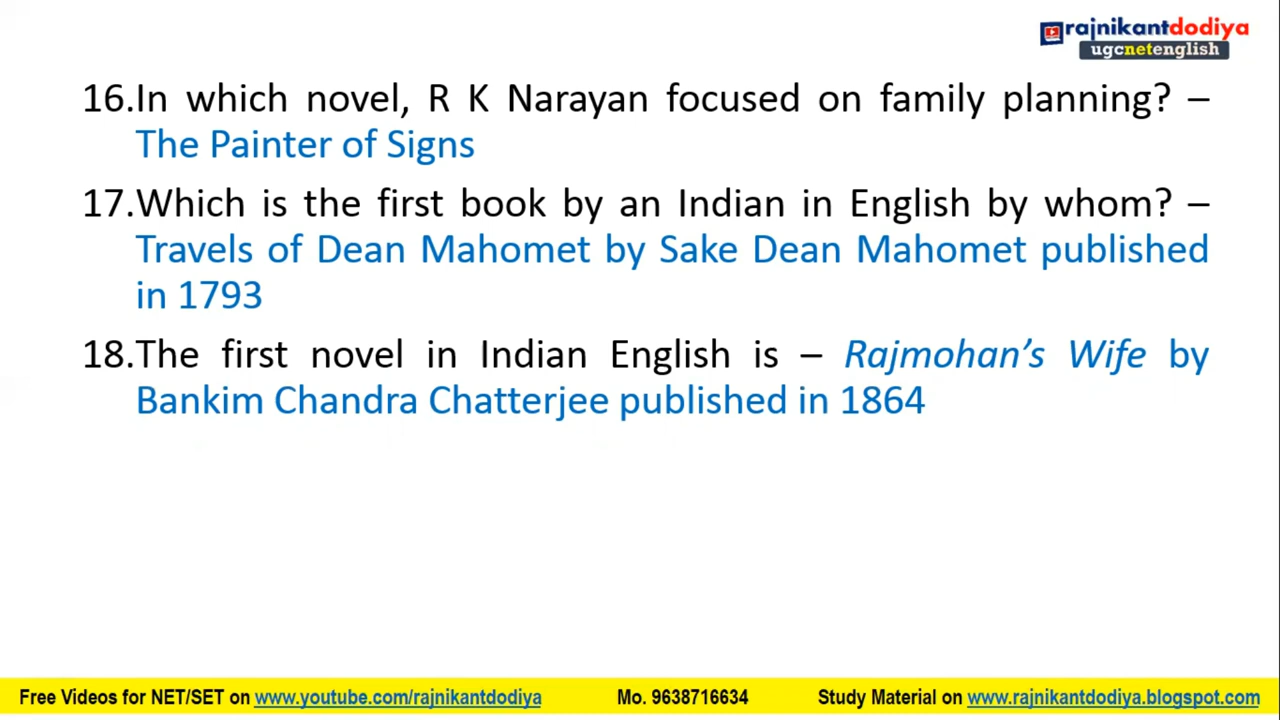 rajnikantdodiya
ugcnetenglish
16.In which novel, R K Narayan focused on family planning? –
The Painter of Signs
17.Which is the first book by an Indian in English by whom? –
Travels of Dean Mahomet by Sake Dean Mahomet published
in 1793
18.The first novel in Indian English is – Rajmohan’s Wife by
Bankim Chandra Chatterjee published in 1864
Free Videos for NET/SET on www.youtube.com/rajnikantdodiya Mo. 9638716634 Study Material on www.rajnikantdodiya.blogspot.com